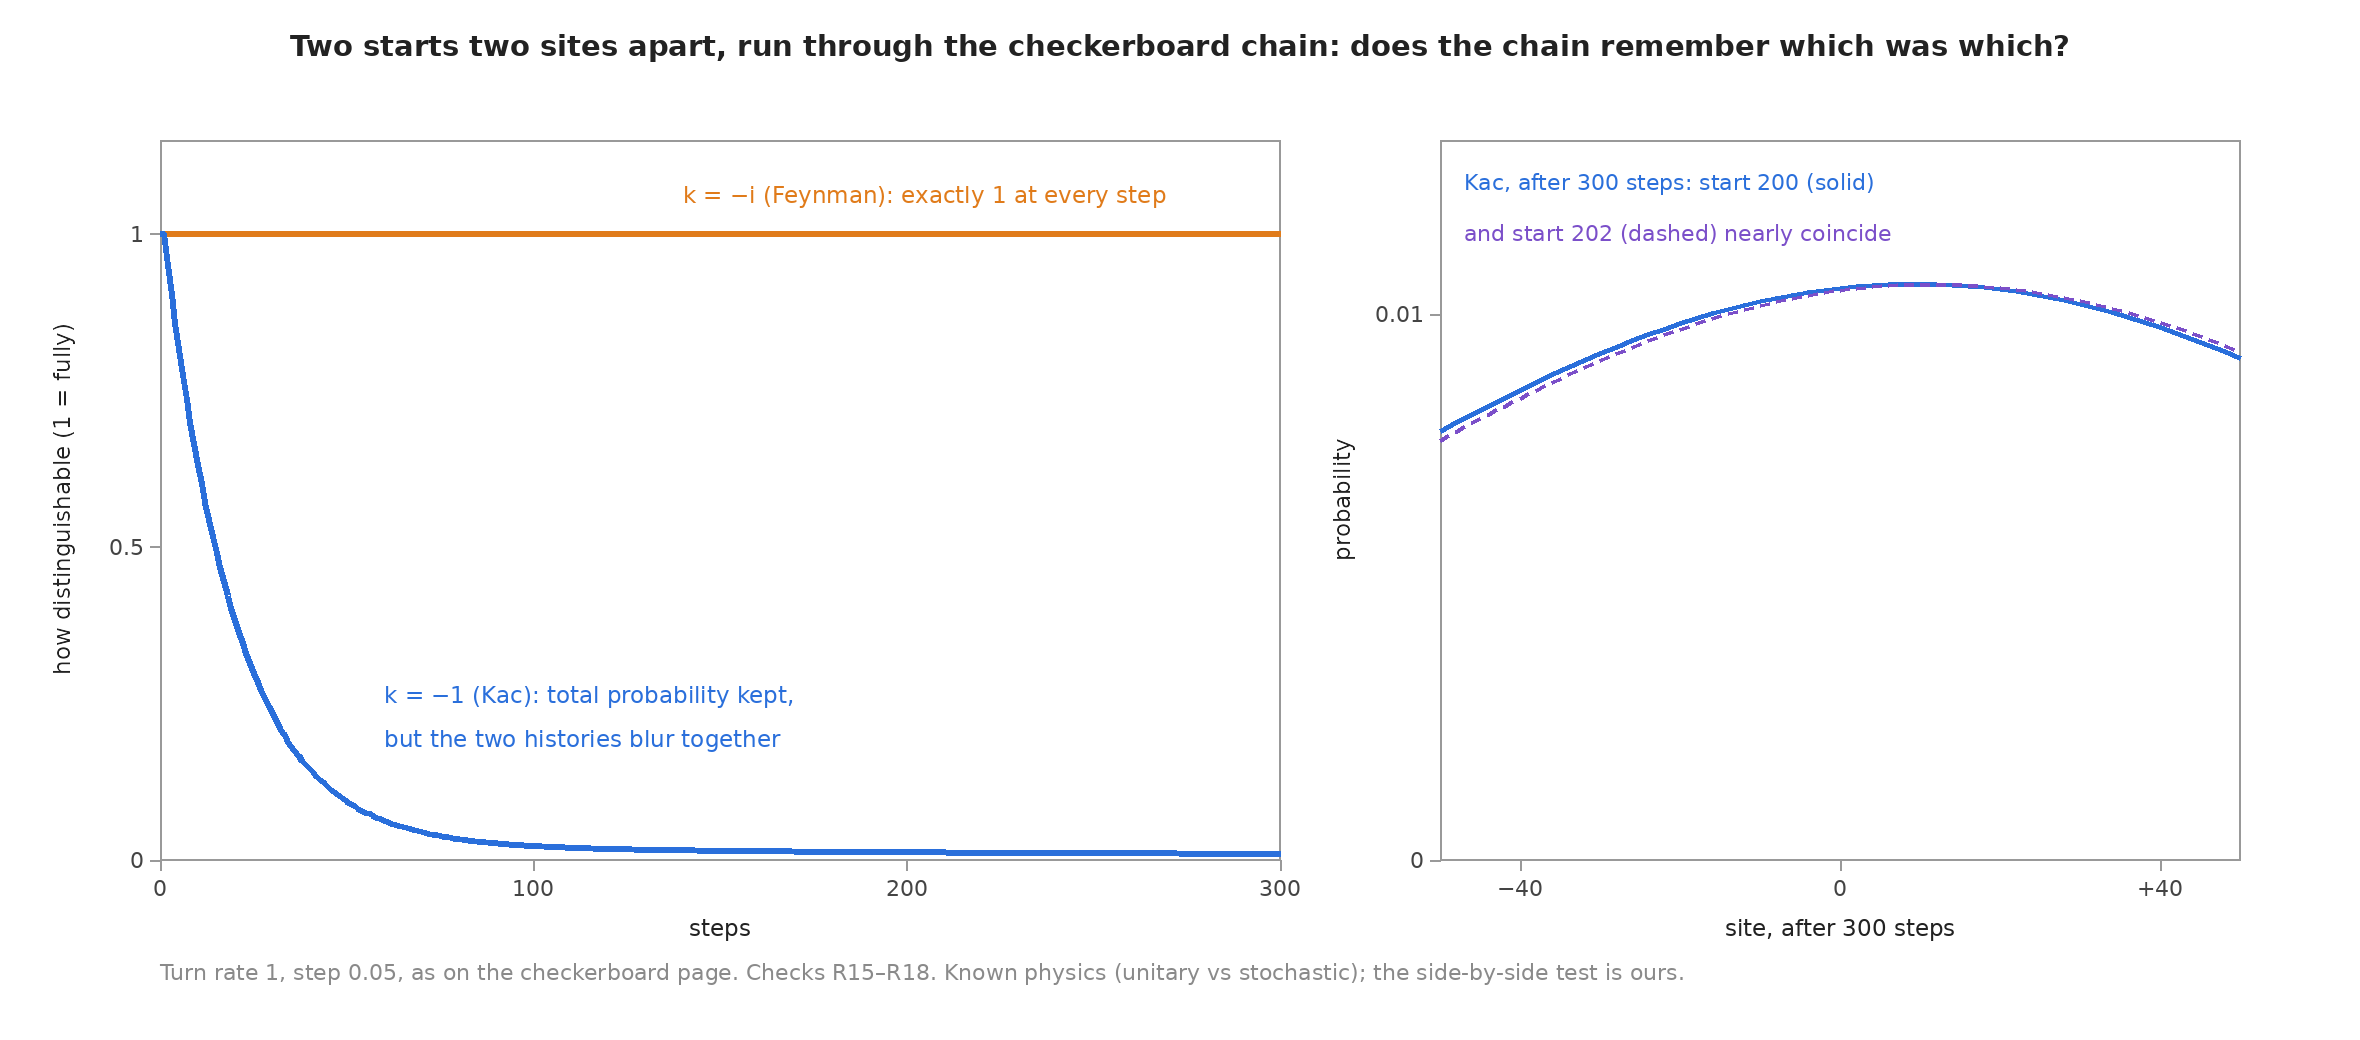 Two starts two sites apart, run through the checkerboard chain: does the chain remember which was which?
how distinguishable (1 = fully)
1
0.5
0
k = −i (Feynman): exactly 1 at every step
k = −1 (Kac): total probability kept,
but the two histories blur together
0
100
200
300
steps
probability
0.01
0
Kac, after 300 steps: start 200 (solid)
and start 202 (dashed) nearly coincide
−40
0
+40
site, after 300 steps
Turn rate 1, step 0.05, as on the checkerboard page. Checks R15–R18. Known physics (unitary vs stochastic); the side-by-side test is ours.